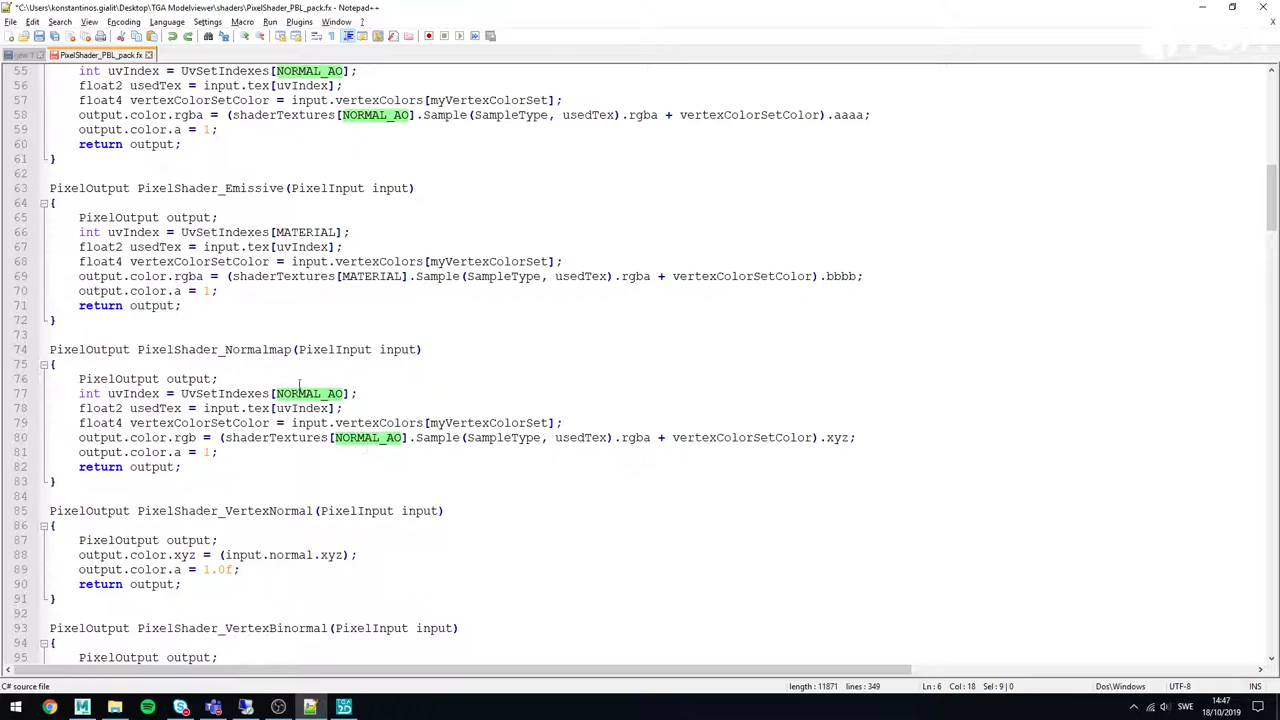 *C:\Users\konstantinos.gialit\Desktop\TGA Modelviewer\shaders\PixelShader_PBL_pack.fx - Notepad++
File Edit Search View Encoding Language Settings Macro Run Plugins Window ?
new 1 PixelShader_PBL_pack.fx
55 int uvIndex = UvSetIndexes[NORMAL_AO];
56 float2 usedTex = input.tex[uvIndex];
57 float4 vertexColorSetColor = input.vertexColors[myVertexColorSet];
58 output.color.rgba = (shaderTextures[NORMAL_AO].Sample(SampleType, usedTex).rgba + vertexColorSetColor).aaaa;
59 output.color.a = 1;
60 return output;
61 }
62
63 PixelOutput PixelShader_Emissive(PixelInput input)
64 {
65 PixelOutput output;
66 int uvIndex = UvSetIndexes[MATERIAL];
67 float2 usedTex = input.tex[uvIndex];
68 float4 vertexColorSetColor = input.vertexColors[myVertexColorSet];
69 output.color.rgba = (shaderTextures[MATERIAL].Sample(SampleType, usedTex).rgba + vertexColorSetColor).bbbb;
70 output.color.a = 1;
71 return output;
72 }
73
74 PixelOutput PixelShader_Normalmap(PixelInput input)
75 {
76 PixelOutput output;
77 int uvIndex = UvSetIndexes[NORMAL_AO];
78 float2 usedTex = input.tex[uvIndex];
79 float4 vertexColorSetColor = input.vertexColors[myVertexColorSet];
80 output.color.rgb = (shaderTextures[NORMAL_AO].Sample(SampleType, usedTex).rgba + vertexColorSetColor).xyz;
81 output.color.a = 1;
82 return output;
83 }
84
85 PixelOutput PixelShader_VertexNormal(PixelInput input)
86 {
87 PixelOutput output;
88 output.color.xyz = (input.normal.xyz);
89 output.color.a = 1.0f;
90 return output;
91 }
92
93 PixelOutput PixelShader_VertexBinormal(PixelInput input)
94 {
95 PixelOutput output;
C# source file length : 11871 lines : 349 Ln : 6 Col : 18 Sel : 9 | 0 Dos\Windows UTF-8 INS
SWE 14:47
18/10/2019